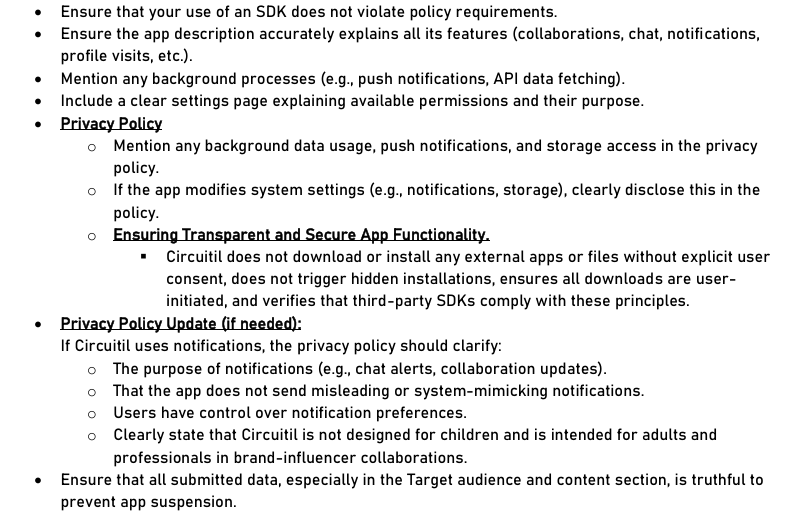 • Ensure that your use of an SDK does not violate policy requirements.
• Ensure the app description accurately explains all its features (collaborations, chat, notifications,
profile visits, etc.).
• Mention any background processes (e.g., push notifications, API data fetching).
• Include a clear settings page explaining available permissions and their purpose.
• Privacy Policy
○ Mention any background data usage, push notifications, and storage access in the privacy
policy.
○ If the app modifies system settings (e.g., notifications, storage), clearly disclose this in the
policy.
○ Ensuring Transparent and Secure App Functionality.
▪ Circuitil does not download or install any external apps or files without explicit user
consent, does not trigger hidden installations, ensures all downloads are user-
initiated, and verifies that third-party SDKs comply with these principles.
• Privacy Policy Update (if needed):
If Circuitil uses notifications, the privacy policy should clarify:
○ The purpose of notifications (e.g., chat alerts, collaboration updates).
○ That the app does not send misleading or system-mimicking notifications.
○ Users have control over notification preferences.
○ Clearly state that Circuitil is not designed for children and is intended for adults and
professionals in brand-influencer collaborations.
• Ensure that all submitted data, especially in the Target audience and content section, is truthful to
prevent app suspension.